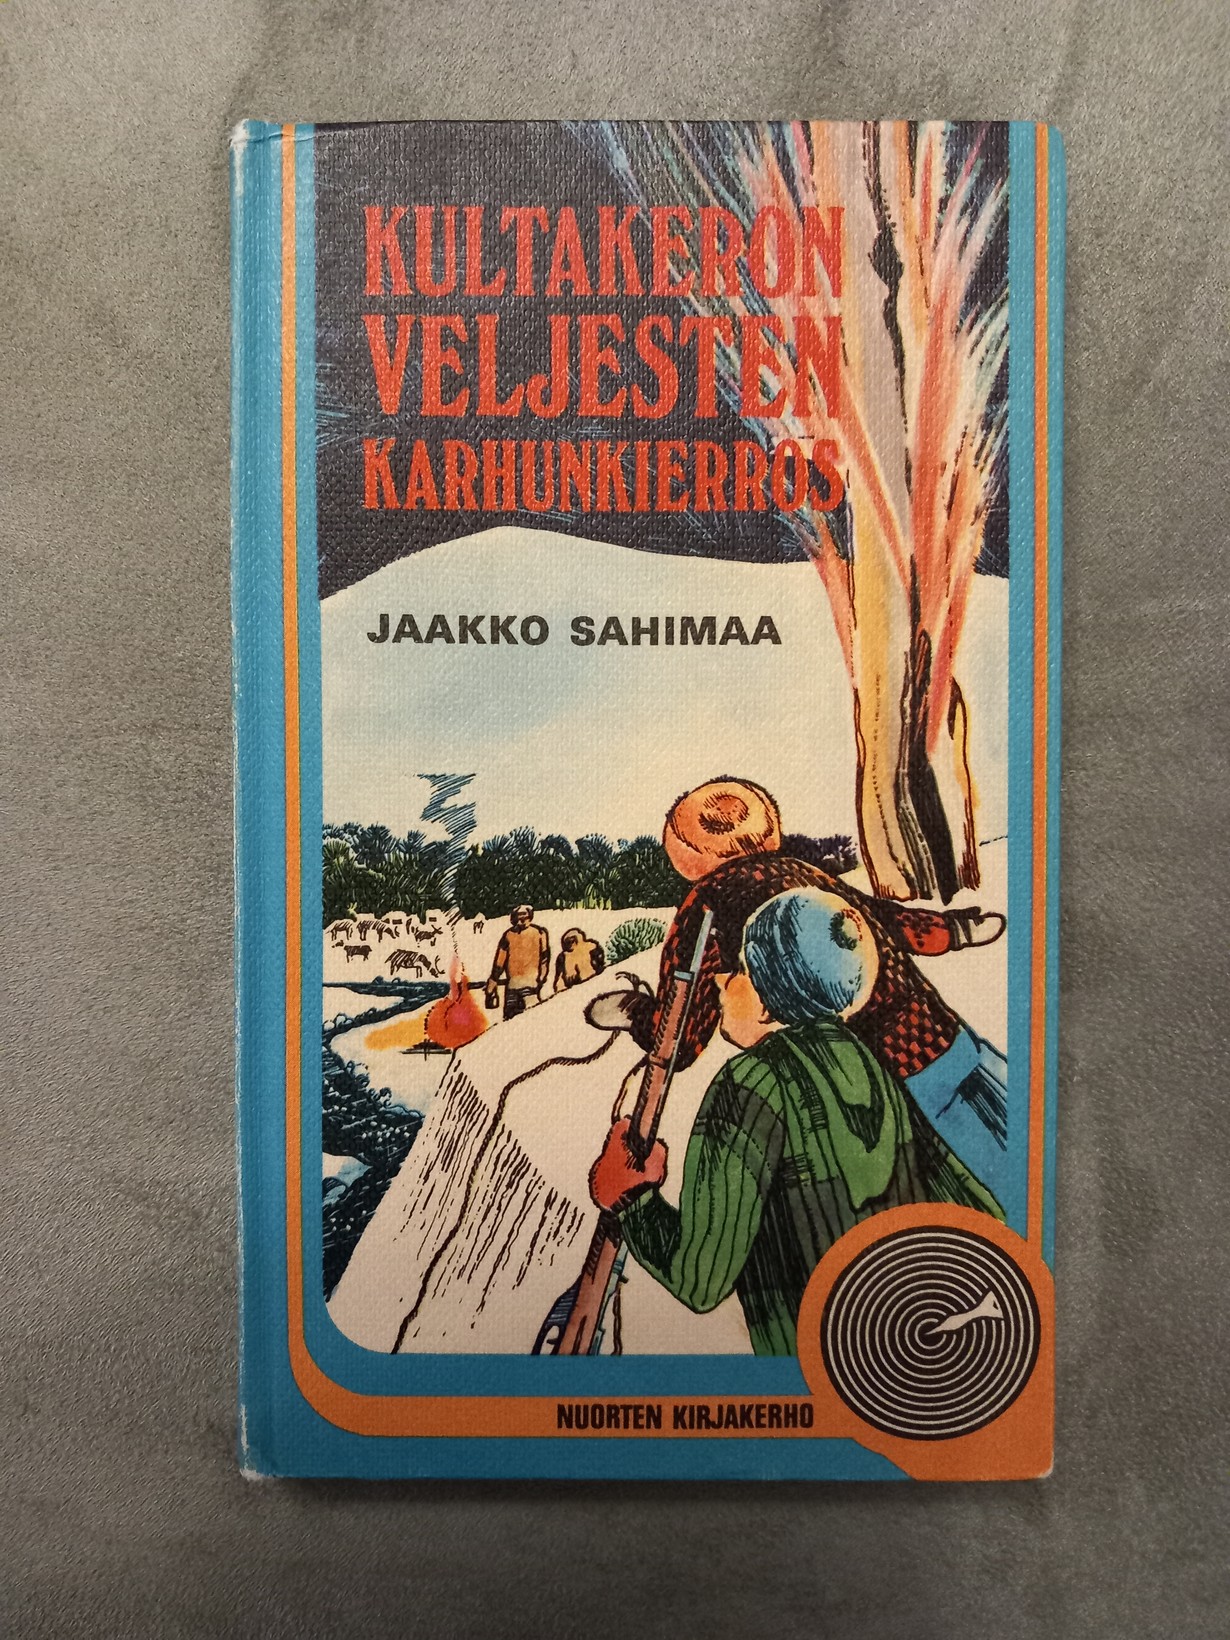 KULTAKERON
VELJESTEN
KARHUNKIERROS
JAAKKO SAHIMAA
NUORTEN KIRJAKERHO